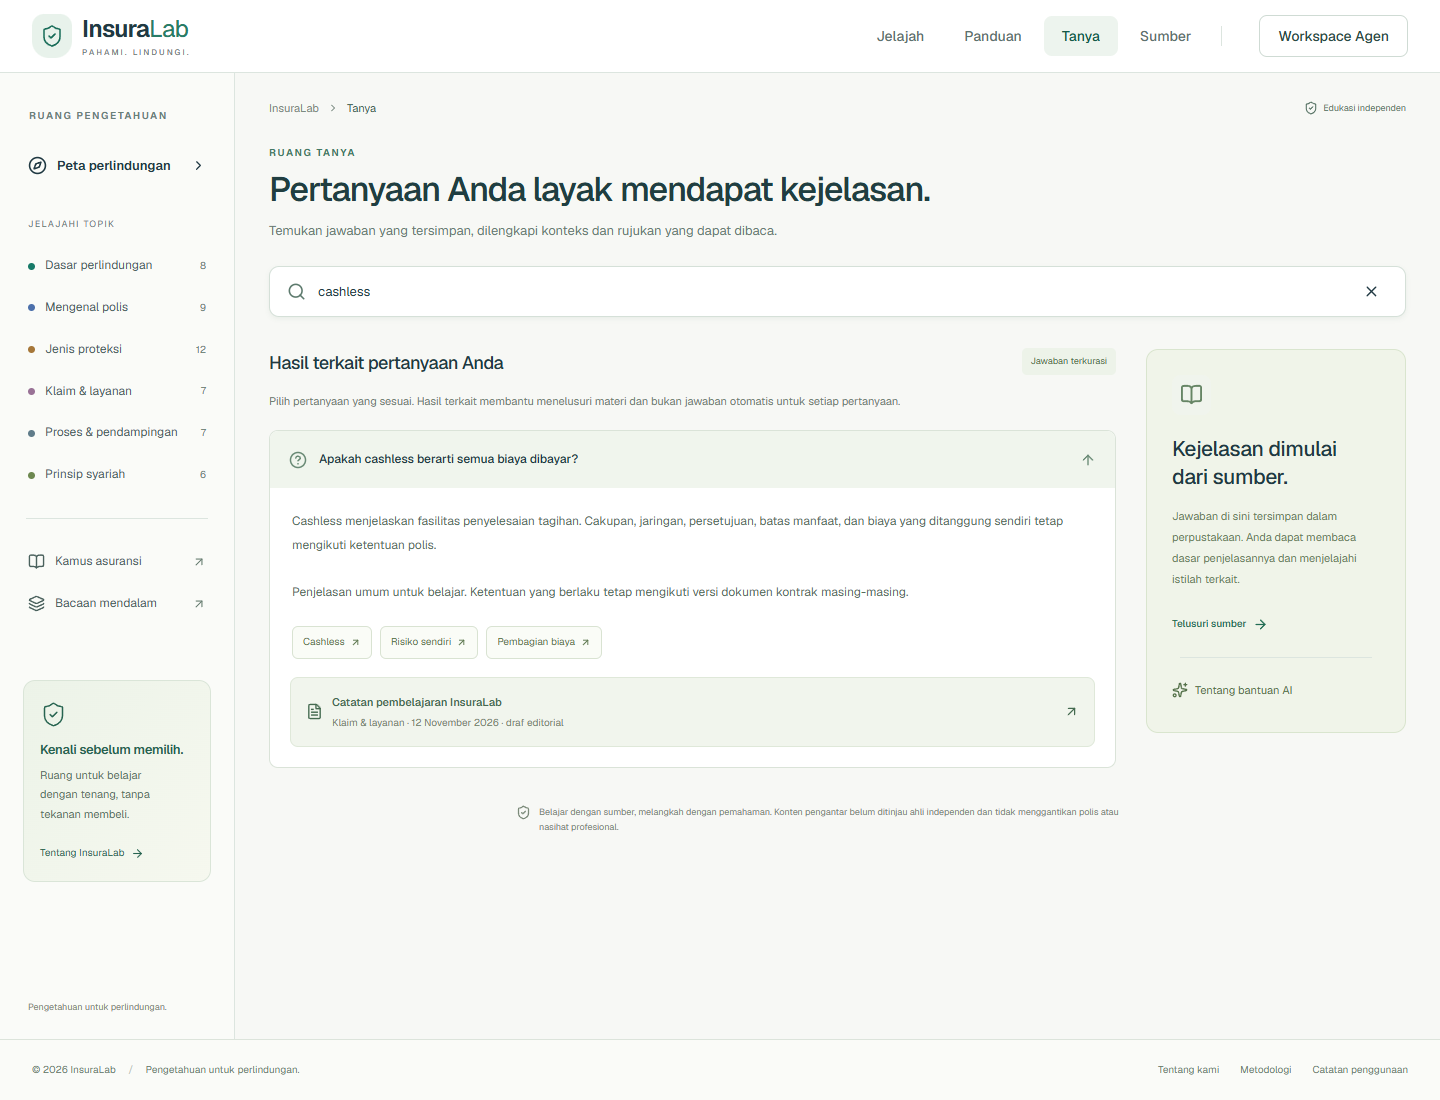 InsuraLab
PAHAMI. LINDUNGI.
Jelajah
Panduan
Tanya
Sumber
Workspace Agen
RUANG PENGETAHUAN
Peta perlindungan
JELAJAHI TOPIK
Dasar perlindungan 8
Mengenal polis 9
Jenis proteksi 12
Klaim & layanan 7
Proses & pendampingan 7
Prinsip syariah 6
Kamus asuransi
Bacaan mendalam
Kenali sebelum memilih.
Ruang untuk belajar
dengan tenang, tanpa
tekanan membeli.
Tentang InsuraLab
Pengetahuan untuk perlindungan.
InsuraLab
Tanya
Edukasi independen
RUANG TANYA
Pertanyaan Anda layak mendapat kejelasan.
Temukan jawaban yang tersimpan, dilengkapi konteks dan rujukan yang dapat dibaca.
cashless
Hasil terkait pertanyaan Anda
Jawaban terkurasi
Pilih pertanyaan yang sesuai. Hasil terkait membantu menelusuri materi dan bukan jawaban otomatis untuk setiap pertanyaan.
Apakah cashless berarti semua biaya dibayar?
Cashless menjelaskan fasilitas penyelesaian tagihan. Cakupan, jaringan, persetujuan, batas manfaat, dan biaya yang ditanggung sendiri tetap
mengikuti ketentuan polis.
Penjelasan umum untuk belajar. Ketentuan yang berlaku tetap mengikuti versi dokumen kontrak masing-masing.
Cashless
Risiko sendiri
Pembagian biaya
Catatan pembelajaran InsuraLab
Klaim & layanan · 12 November 2026 · draf editorial
Kejelasan dimulai
dari sumber.
Jawaban di sini tersimpan dalam
perpustakaan. Anda dapat membaca
dasar penjelasannya dan menjelajahi
istilah terkait.
Telusuri sumber
Tentang bantuan AI
Belajar dengan sumber, melangkah dengan pemahaman. Konten pengantar belum ditinjau ahli independen dan tidak menggantikan polis atau
nasihat profesional.
© 2026 InsuraLab / Pengetahuan untuk perlindungan.
Tentang kami
Metodologi
Catatan penggunaan